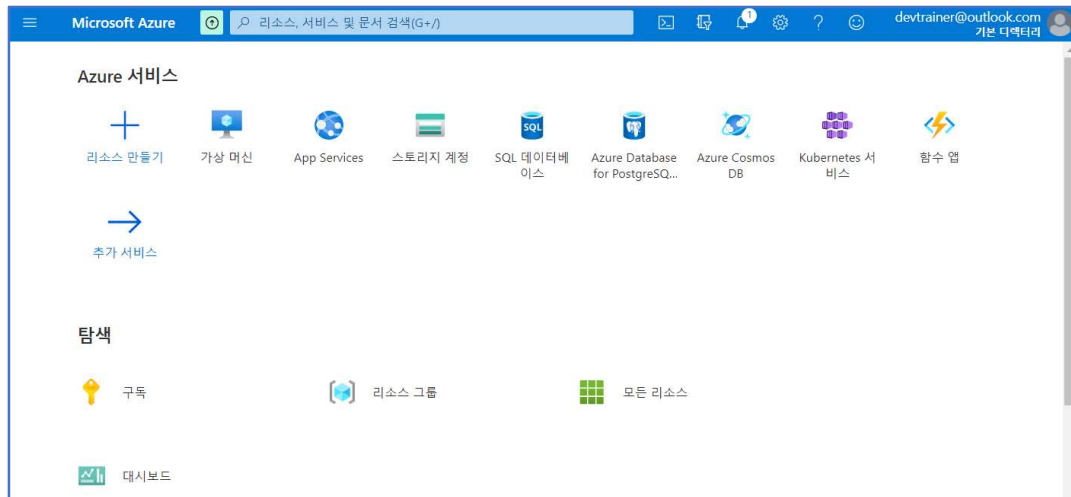 Microsoft Azure
리소스, 서비스 및 문서 검색(G+/)
1
devtrainer@outlook.com
기본 디렉터리
Azure 서비스
리소스 만들기
가상 머신
App Services
스토리지 계정
SQL
SQL 데이터베
이스
Azure Database
for PostgreSQ...
Azure Cosmos
DB
Kubernetes 서
비스
함수 앱
추가 서비스
탐색
구독
리소스 그룹
모든 리소스
대시보드